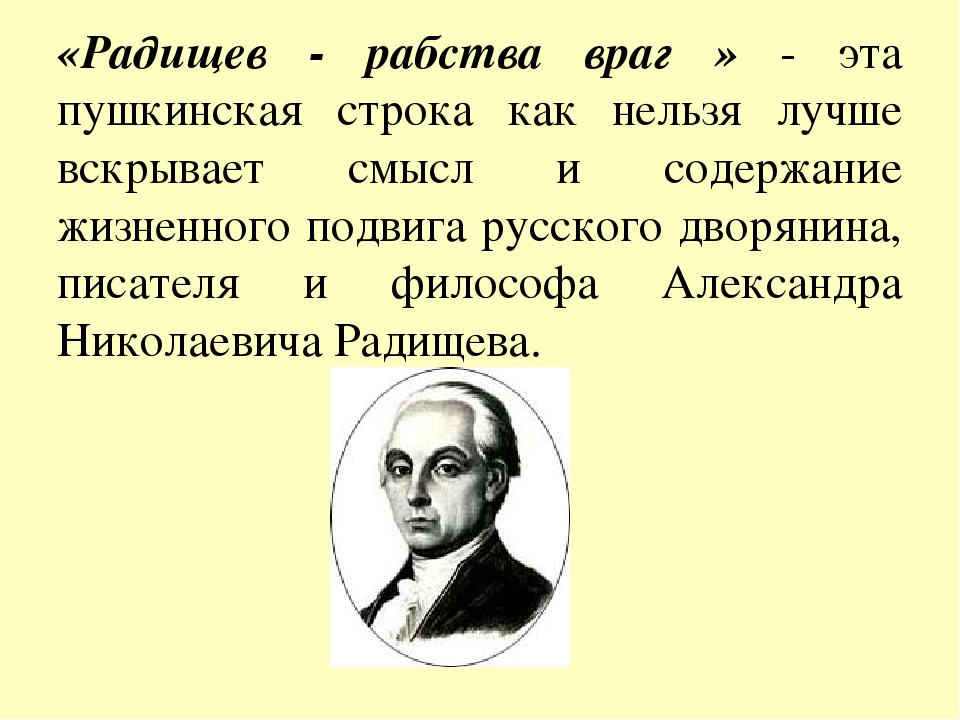 «Радищев - рабства враг » - эта
пушкинская строка как нельзя лучше
вскрывает смысл и содержание
жизненного подвига русского дворянина,
писателя и философа Александра
Николаевича Радищева.